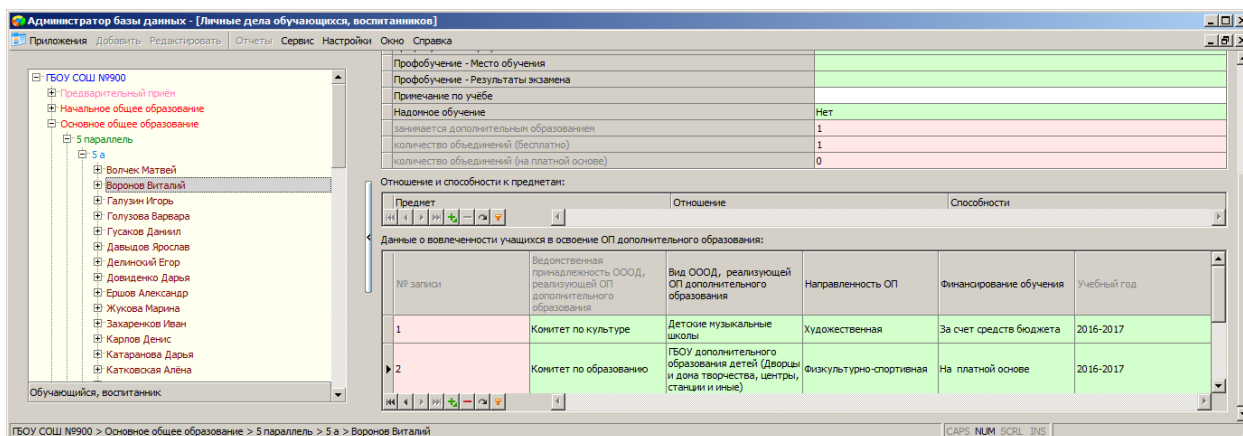 Администратор базы данных - [Личные дела обучающихся, воспитанников]
Приложения Добавить Редактировать Отчеты Сервис Настройки Окно Справка
ГБОУ СОШ №900
Предварительный приём
Начальное общее образование
Основное общее образование
5 параллель
5 а
Волчек Матвей
Воронов Виталий
Галузин Игорь
Голузова Варвара
Гусаков Даниил
Давыдов Ярослав
Делинский Егор
Довиденко Дарья
Ершов Александр
Жукова Марина
Захаренков Иван
Карлов Денис
Катаранова Дарья
Катковская Алёна
Обучающийся, воспитанник
Профобучение - Место обучения
Профобучение - Результаты экзамена
Примечание по учёбе
Надомное обучение Нет
занимается дополнительным образованием 1
количество объединений (бесплатно) 1
количество объединений (на платной основе) 0
Отношение и способности к предметам:
Предмет Отношение Способности
Данные о вовлеченности учащихся в освоение ОП дополнительного образования:
№ записи
Ведомственная
принадлежность ОООД,
реализующей ОП
дополнительного
образования
Вид ОООД, реализующей
ОП дополнительного
образования
Направленность ОП
Финансирование обучения
Учебный год
1
Комитет по культуре
Детские музыкальные
школы
Художественная
За счет средств бюджета
2016-2017
2
Комитет по образованию
ГБОУ дополнительного
образования детей (Дворцы
и дома творчества, центры,
станции и иные)
Физкультурно-спортивная
На платной основе
2016-2017
ГБОУ СОШ №900 > Основное общее образование > 5 параллель > 5 а > Воронов Виталий
CAPS NUM SCRL INS